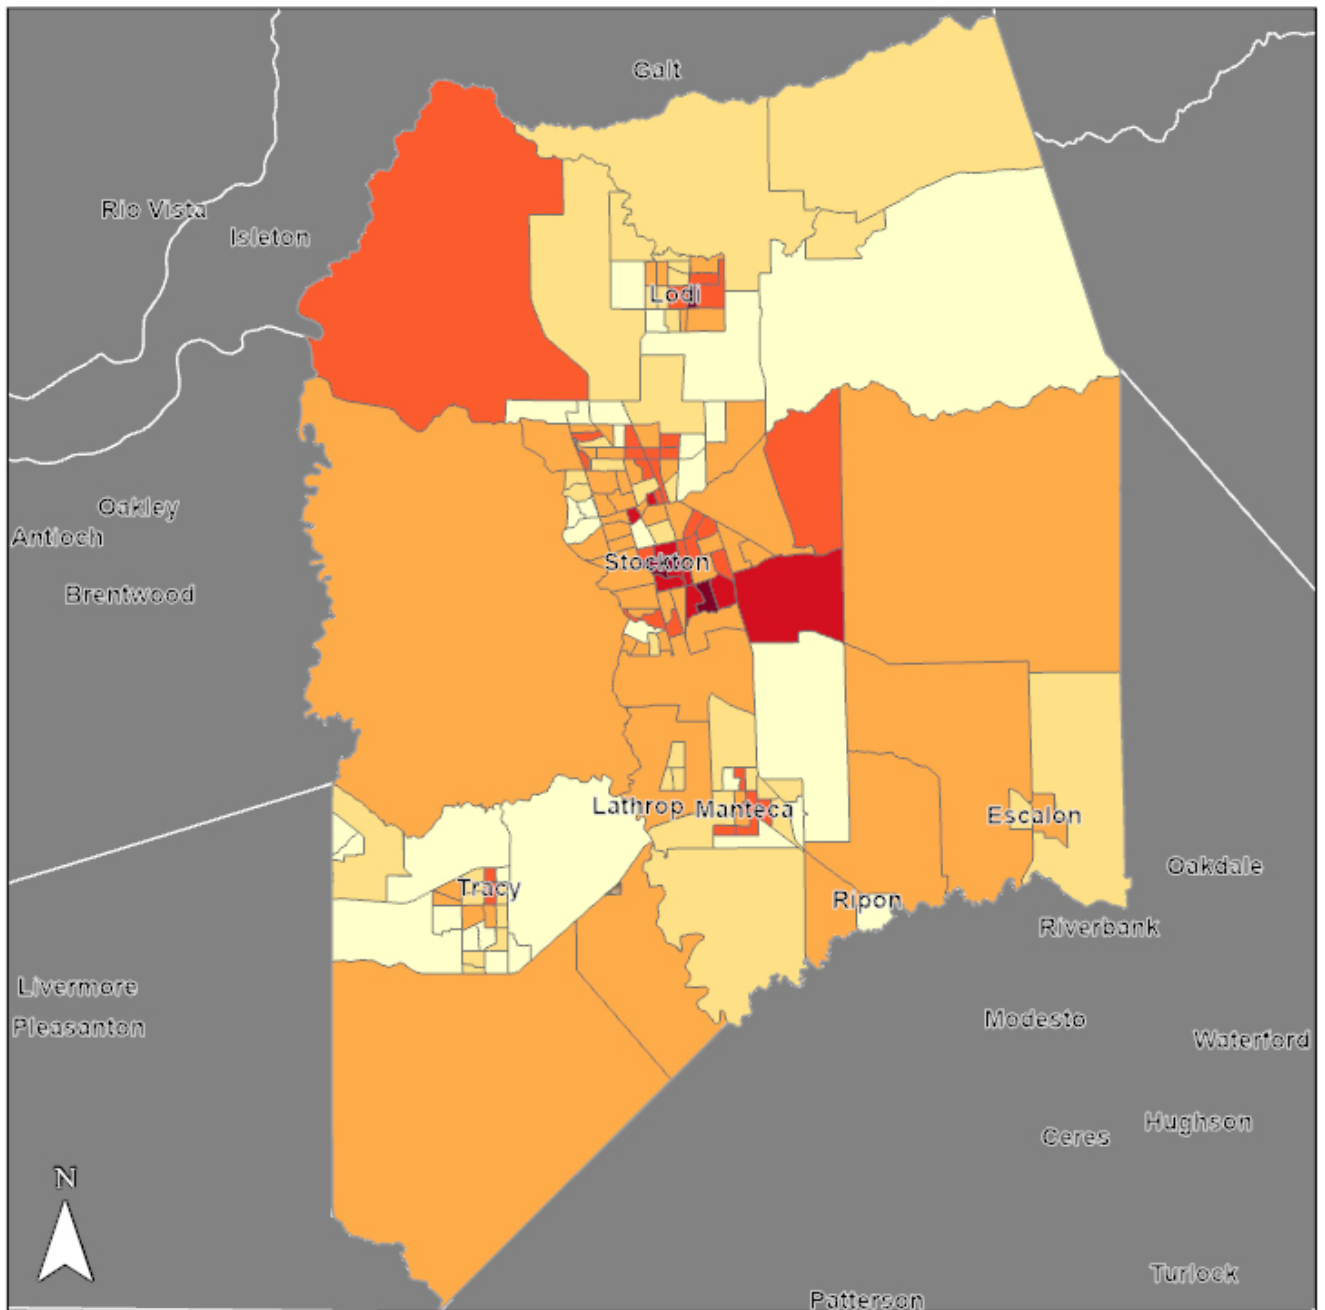 Galt
Rio Vista
Isleton
Lodi
Oakley
Antioch
Stockton
Brentwood
Lathrop
Manteca
Escalon
Oakdale
Tracy
Ripon
Riverbank
Livermore
Modesto
Pleasanton
Waterford
Hughson
Ceres
N
Turlock
Patterson